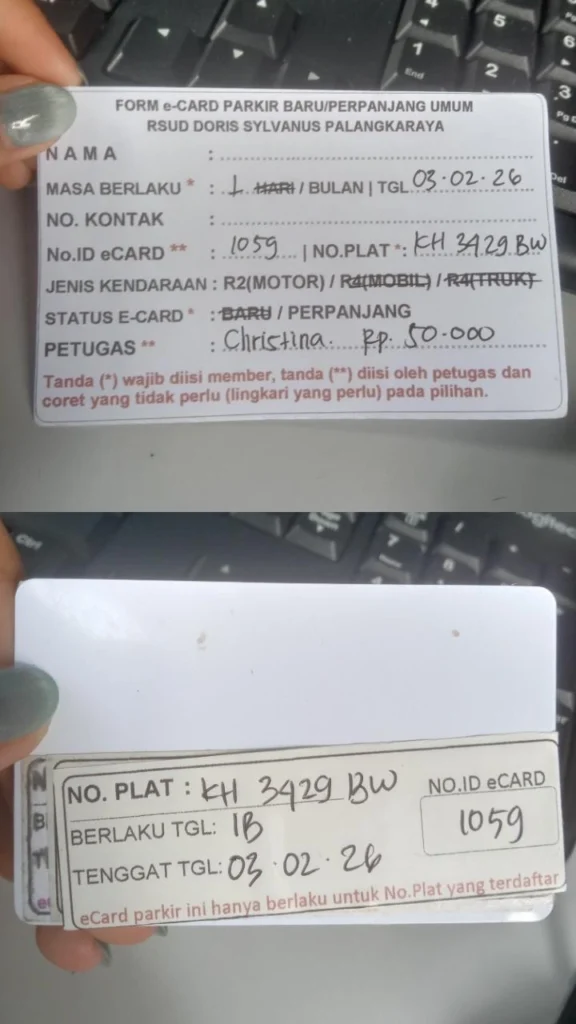 FORM e-CARD PARKIR BARU/PERPANJANG UMUM
RSUD DORIS SYLVANUS PALANGKARAYA
NAMA :
MASA BERLAKU * : 1 HARI / BULAN | TGL 03.02.26
NO. KONTAK :
No.ID eCARD ** : 1059 | NO.PLAT *: KH 3429 BW
JENIS KENDARAAN : R2(MOTOR) / R4(MOBIL) / R4(TRUK)
STATUS E-CARD * : BARU / PERPANJANG
PETUGAS ** : Christina. Rp. 50.000
Tanda (*) wajib diisi member, tanda (**) diisi oleh petugas dan
coret yang tidak perlu (lingkari yang perlu) pada pilihan.
NO. PLAT : KH 3429 BW
NO.ID eCARD
1059
BERLAKU TGL: 1B
TENGGAT TGL: 03.02.26
eCard parkir ini hanya berlaku untuk No.Plat yang terdaftar